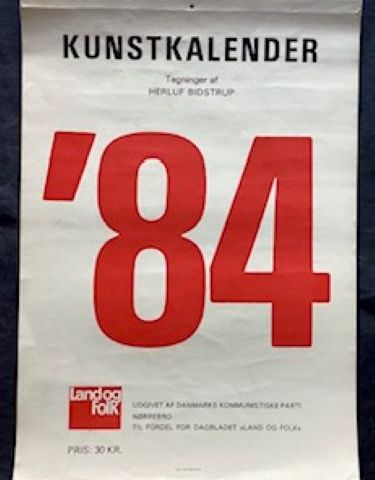 KUNSTKALENDER
Tegninger af
HERLUF BIDSTRUP
'84
Land og
Folk
UDGIVET AF DANMARKS KOMMUNISTISKE PARTI
NØRREBRO
TIL FORDEL FOR DAGBLADET »LAND OG FOLK«
PRIS: 30 KR.